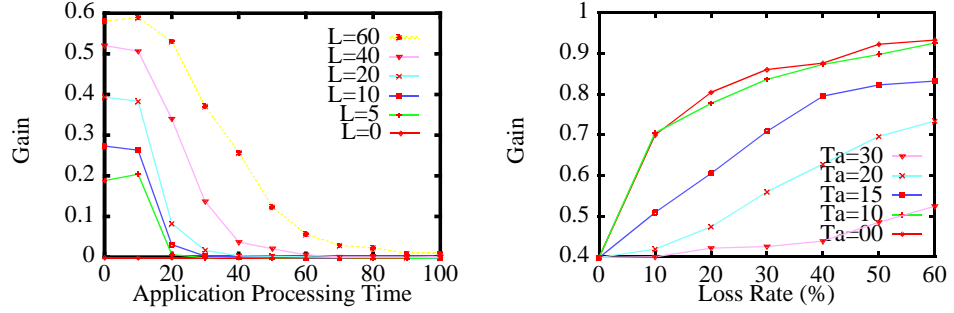 0.6
0.5
0.4
0.3
0.2
0.1
0
Gain
0 20 40 60 80 100
Application Processing Time
L=60
L=40
L=20
L=10
L=5
L=0
1
0.9
0.8
0.7
0.6
0.5
0.4
Gain
0 10 20 30 40 50 60
Loss Rate (%)
Ta=30
Ta=20
Ta=15
Ta=10
Ta=00